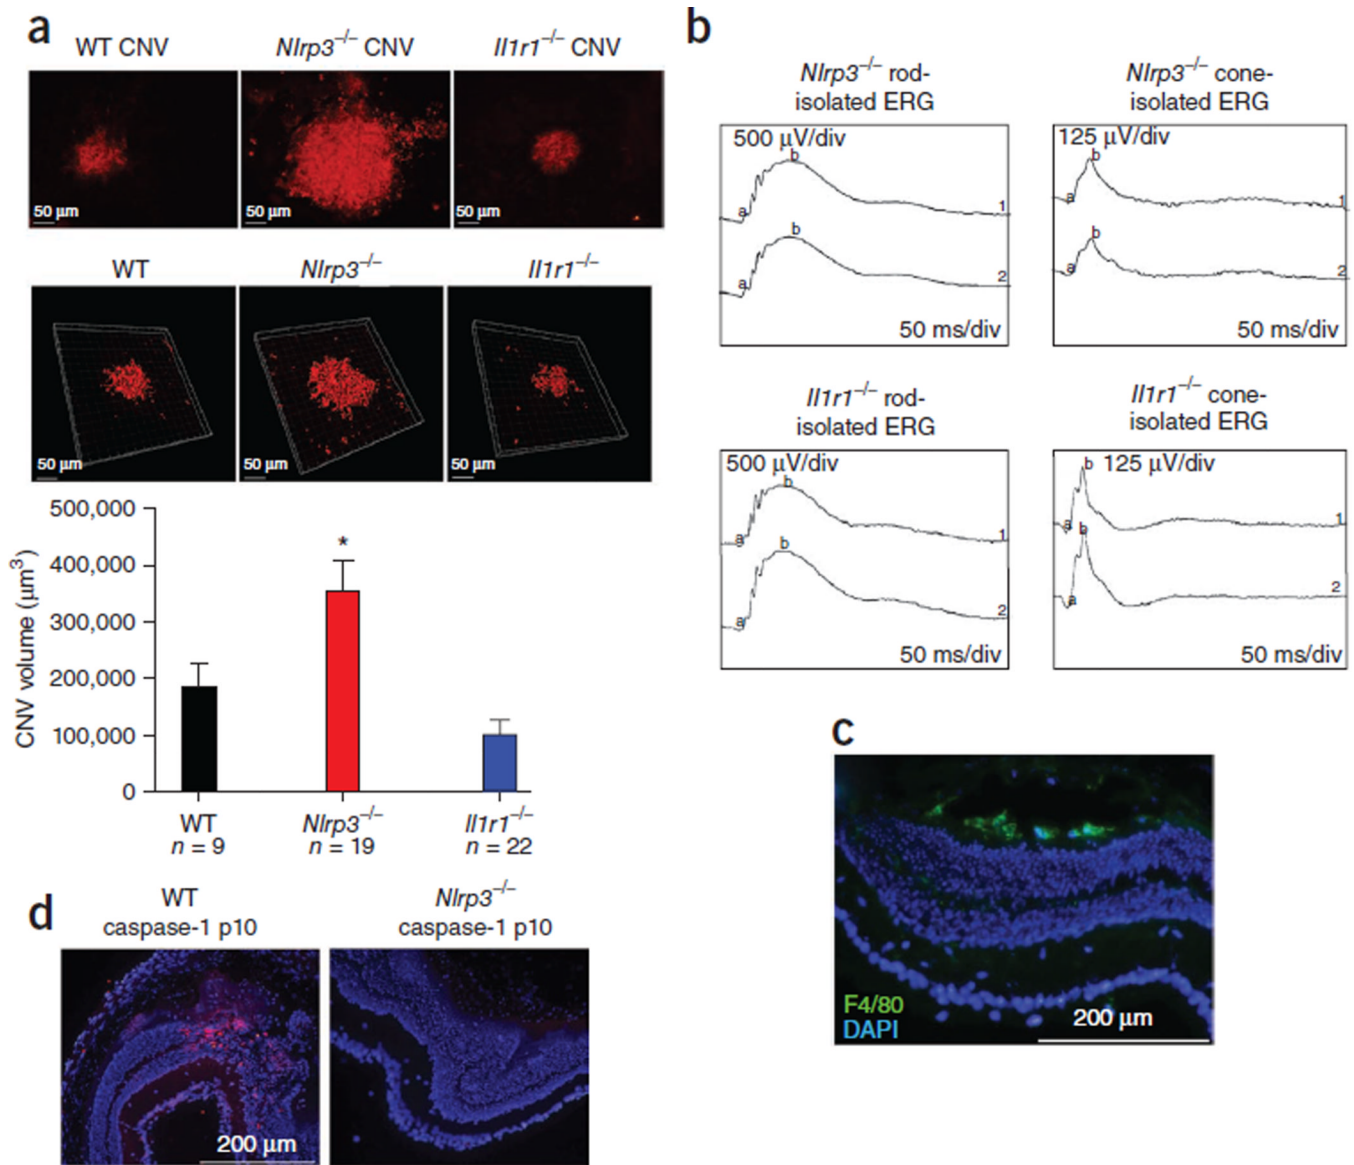 a
WT CNV
Nlrp3–/– CNV
Il1r1–/– CNV
50 µm
50 µm
50 µm
WT
Nlrp3–/–
Il1r1–/–
50 µm
50 µm
50 µm
CNV volume (µm3)
500,000
400,000
300,000
200,000
100,000
0
*
WT
n = 9
Nlrp3–/–
n = 19
Il1r1–/–
n = 22
b
Nlrp3–/– rod-
isolated ERG
500 µV/div
a
b
1
a
b
2
50 ms/div
Nlrp3–/– cone-
isolated ERG
125 µV/div
a
b
1
a
b
2
50 ms/div
Il1r1–/– rod-
isolated ERG
500 µV/div
a
b
1
a
b
2
50 ms/div
Il1r1–/– cone-
isolated ERG
125 µV/div
a
b
1
a
b
2
50 ms/div
c
F4/80
DAPI
200 µm
d
WT
caspase-1 p10
Nlrp3–/–
caspase-1 p10
200 µm